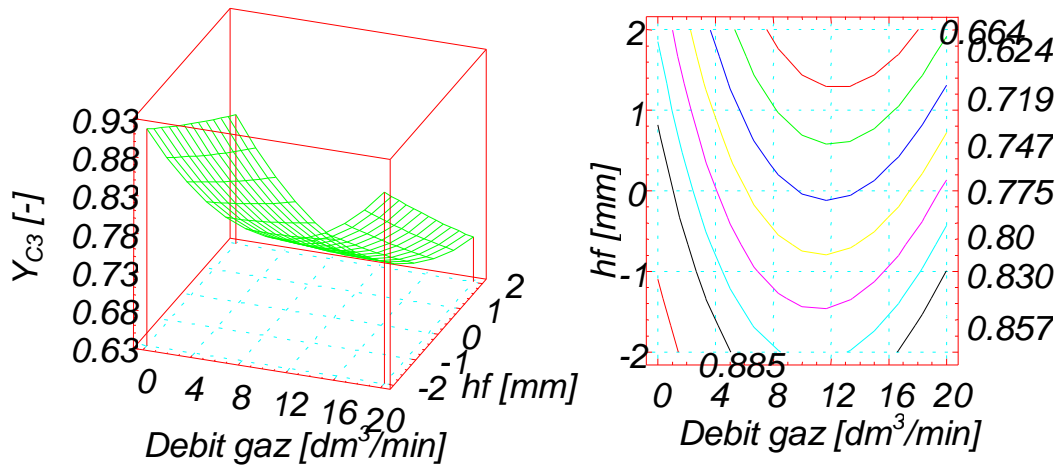 0.93
0.88
0.83
0.78
0.73
0.68
0.63
Y_C3 [-]
0 4 8 12 16 20
Debit gaz [dm³/min]
-2 -1 0 1 2
hf [mm]
2
1
0
-1
-2
hf [mm]
0 4 8 12 16 20
Debit gaz [dm³/min]
0.664
0.624
0.719
0.747
0.775
0.80
0.830
0.857
0.885